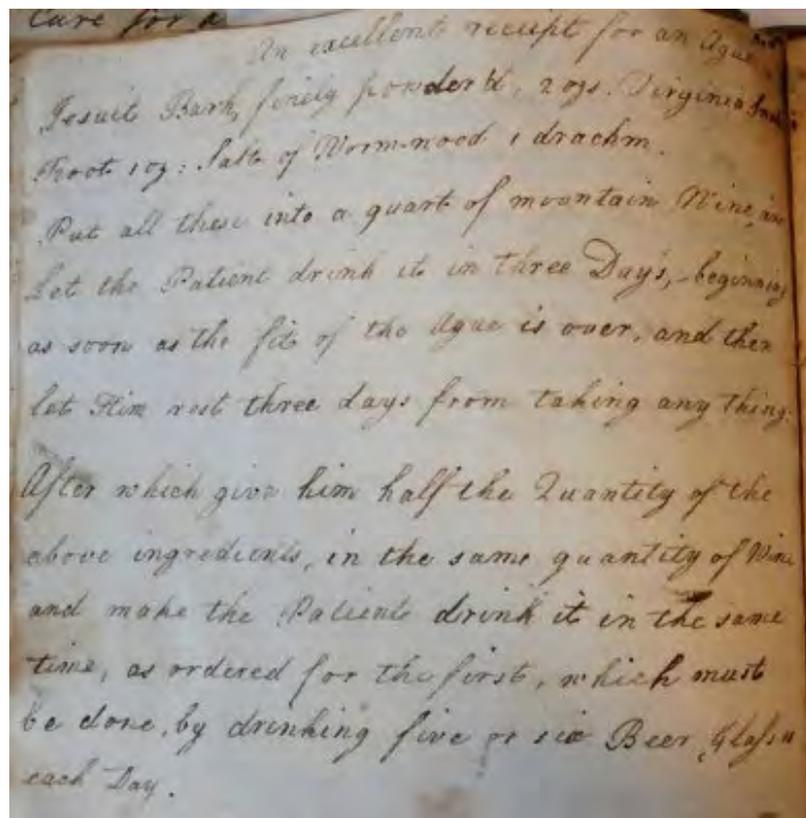 Cure for a
An excellent receipt for an Ague
Jesuit Bark, finely powder'd, 2 ozs. Virginia Snake
Root 1 oz: Salt of Worm-wood 1 drachm.
Put all these into a quart of mountain Wine, and
Let the Patient drink it in three Day's, - beginning
as soon as the fit of the Ague is over, and then
let Him rest three days from taking any thing.
After which give him half the Quantity of the
above ingredients, in the same quantity of Wine
and make the Patient drink it in the same
time, as ordered for the first, which must
be done, by drinking five or six Beer, Glasses
each Day.